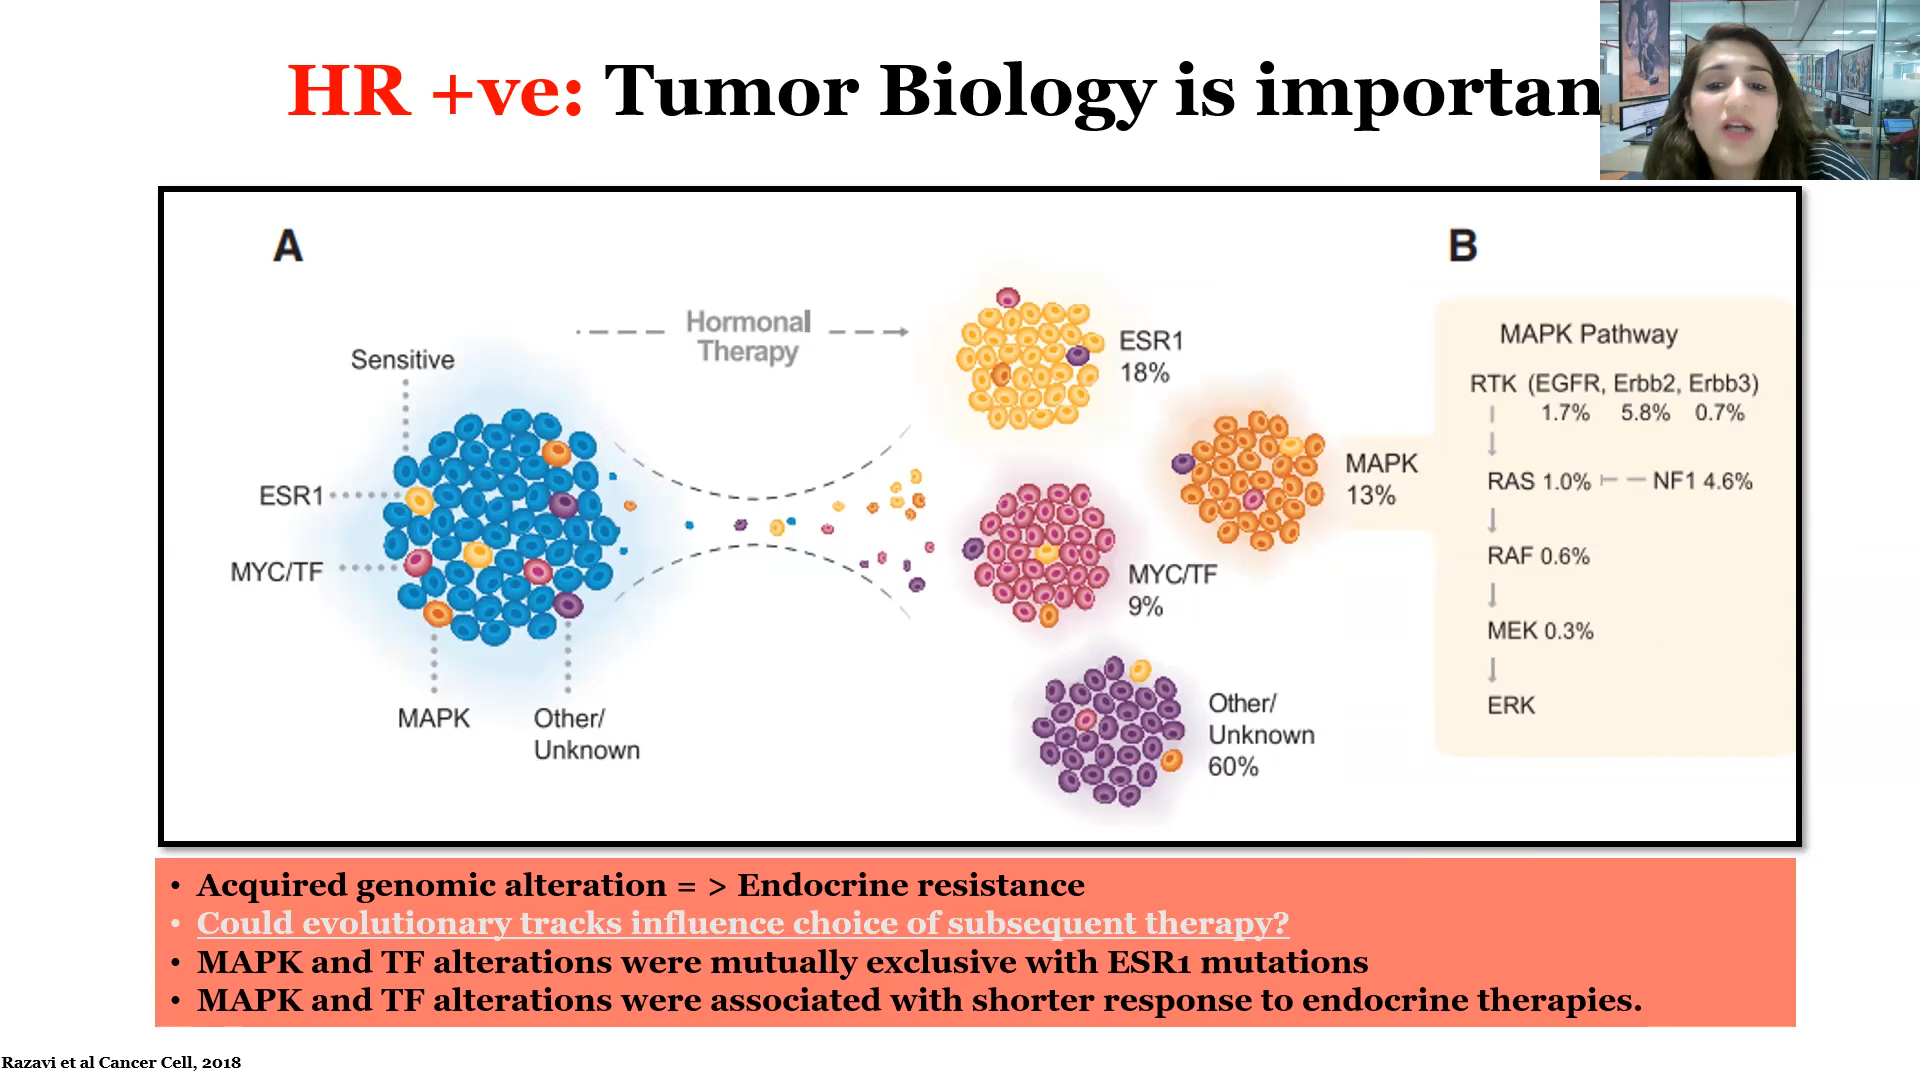 HR +ve: Tumor Biology is importan
A
B
Hormonal
Therapy
Sensitive
ESR1
MYC/TF
MAPK
Other/
Unknown
ESR1
18%
MAPK
13%
MYC/TF
9%
Other/
Unknown
60%
MAPK Pathway
RTK (EGFR, Erbb2, Erbb3)
1.7% 5.8% 0.7%
RAS 1.0% NF1 4.6%
RAF 0.6%
MEK 0.3%
ERK
• Acquired genomic alteration = > Endocrine resistance
• Could evolutionary tracks influence choice of subsequent therapy?
• MAPK and TF alterations were mutually exclusive with ESR1 mutations
• MAPK and TF alterations were associated with shorter response to endocrine therapies.
Razavi et al Cancer Cell, 2018